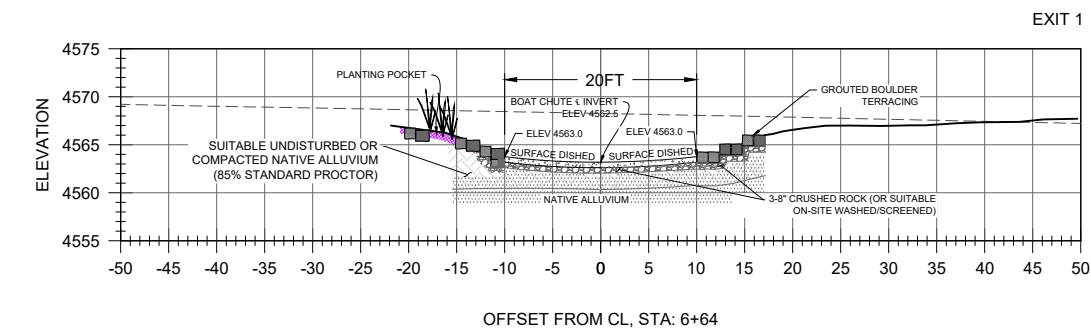 EXIT 1
4575
4570
4565
4560
4555
ELEVATION
PLANTING POCKET
20FT
BOAT CHUTE ℄ INVERT
ELEV 4562.5
GROUTED BOULDER
TERRACING
ELEV 4563.0
ELEV 4563.0
SURFACE DISHED
SURFACE DISHED
SUITABLE UNDISTURBED OR
COMPACTED NATIVE ALLUVIUM
(85% STANDARD PROCTOR)
NATIVE ALLUVIUM
3-8" CRUSHED ROCK (OR SUITABLE
ON-SITE WASHED/SCREENED)
-50 -45 -40 -35 -30 -25 -20 -15 -10 -5 0 5 10 15 20 25 30 35 40 45 50
OFFSET FROM CL, STA: 6+64